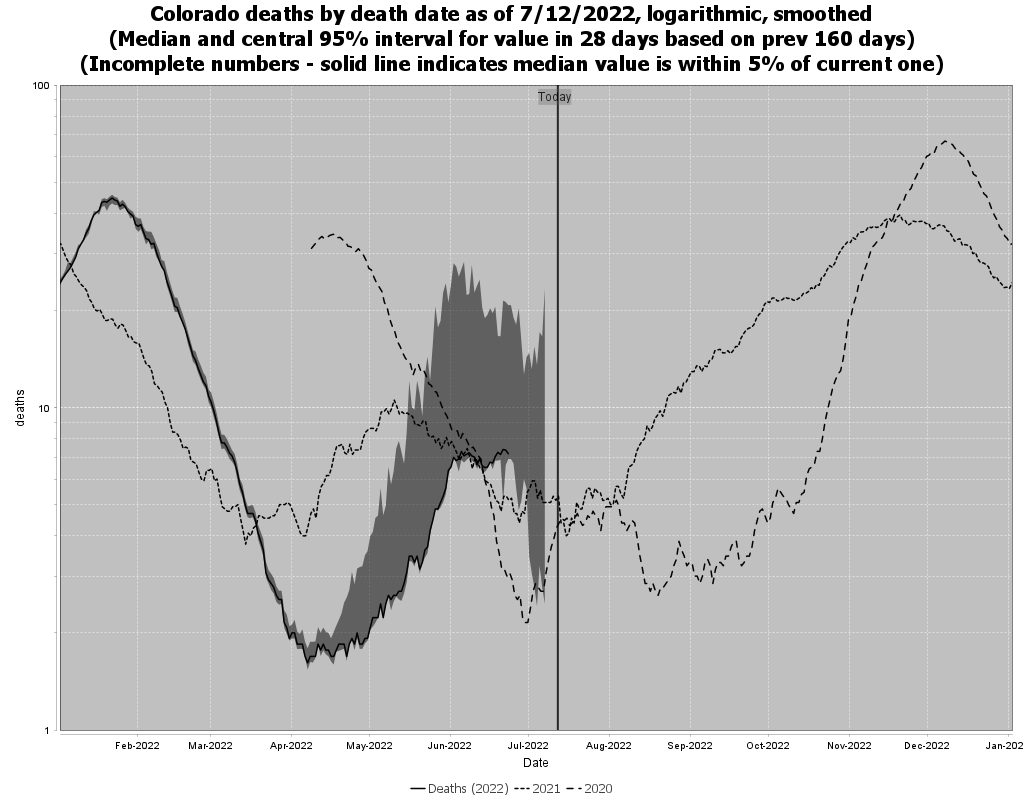 Colorado deaths by death date as of 7/12/2022, logarithmic, smoothed
(Median and central 95% interval for value in 28 days based on prev 160 days)
(Incomplete numbers - solid line indicates median value is within 5% of current one)
100
Today
10
deaths
1
Feb-2022 Mar-2022 Apr-2022 May-2022 Jun-2022 Jul-2022 Aug-2022 Sep-2022 Oct-2022 Nov-2022 Dec-2022 Jan-202
Date
Deaths (2022) 2021 2020